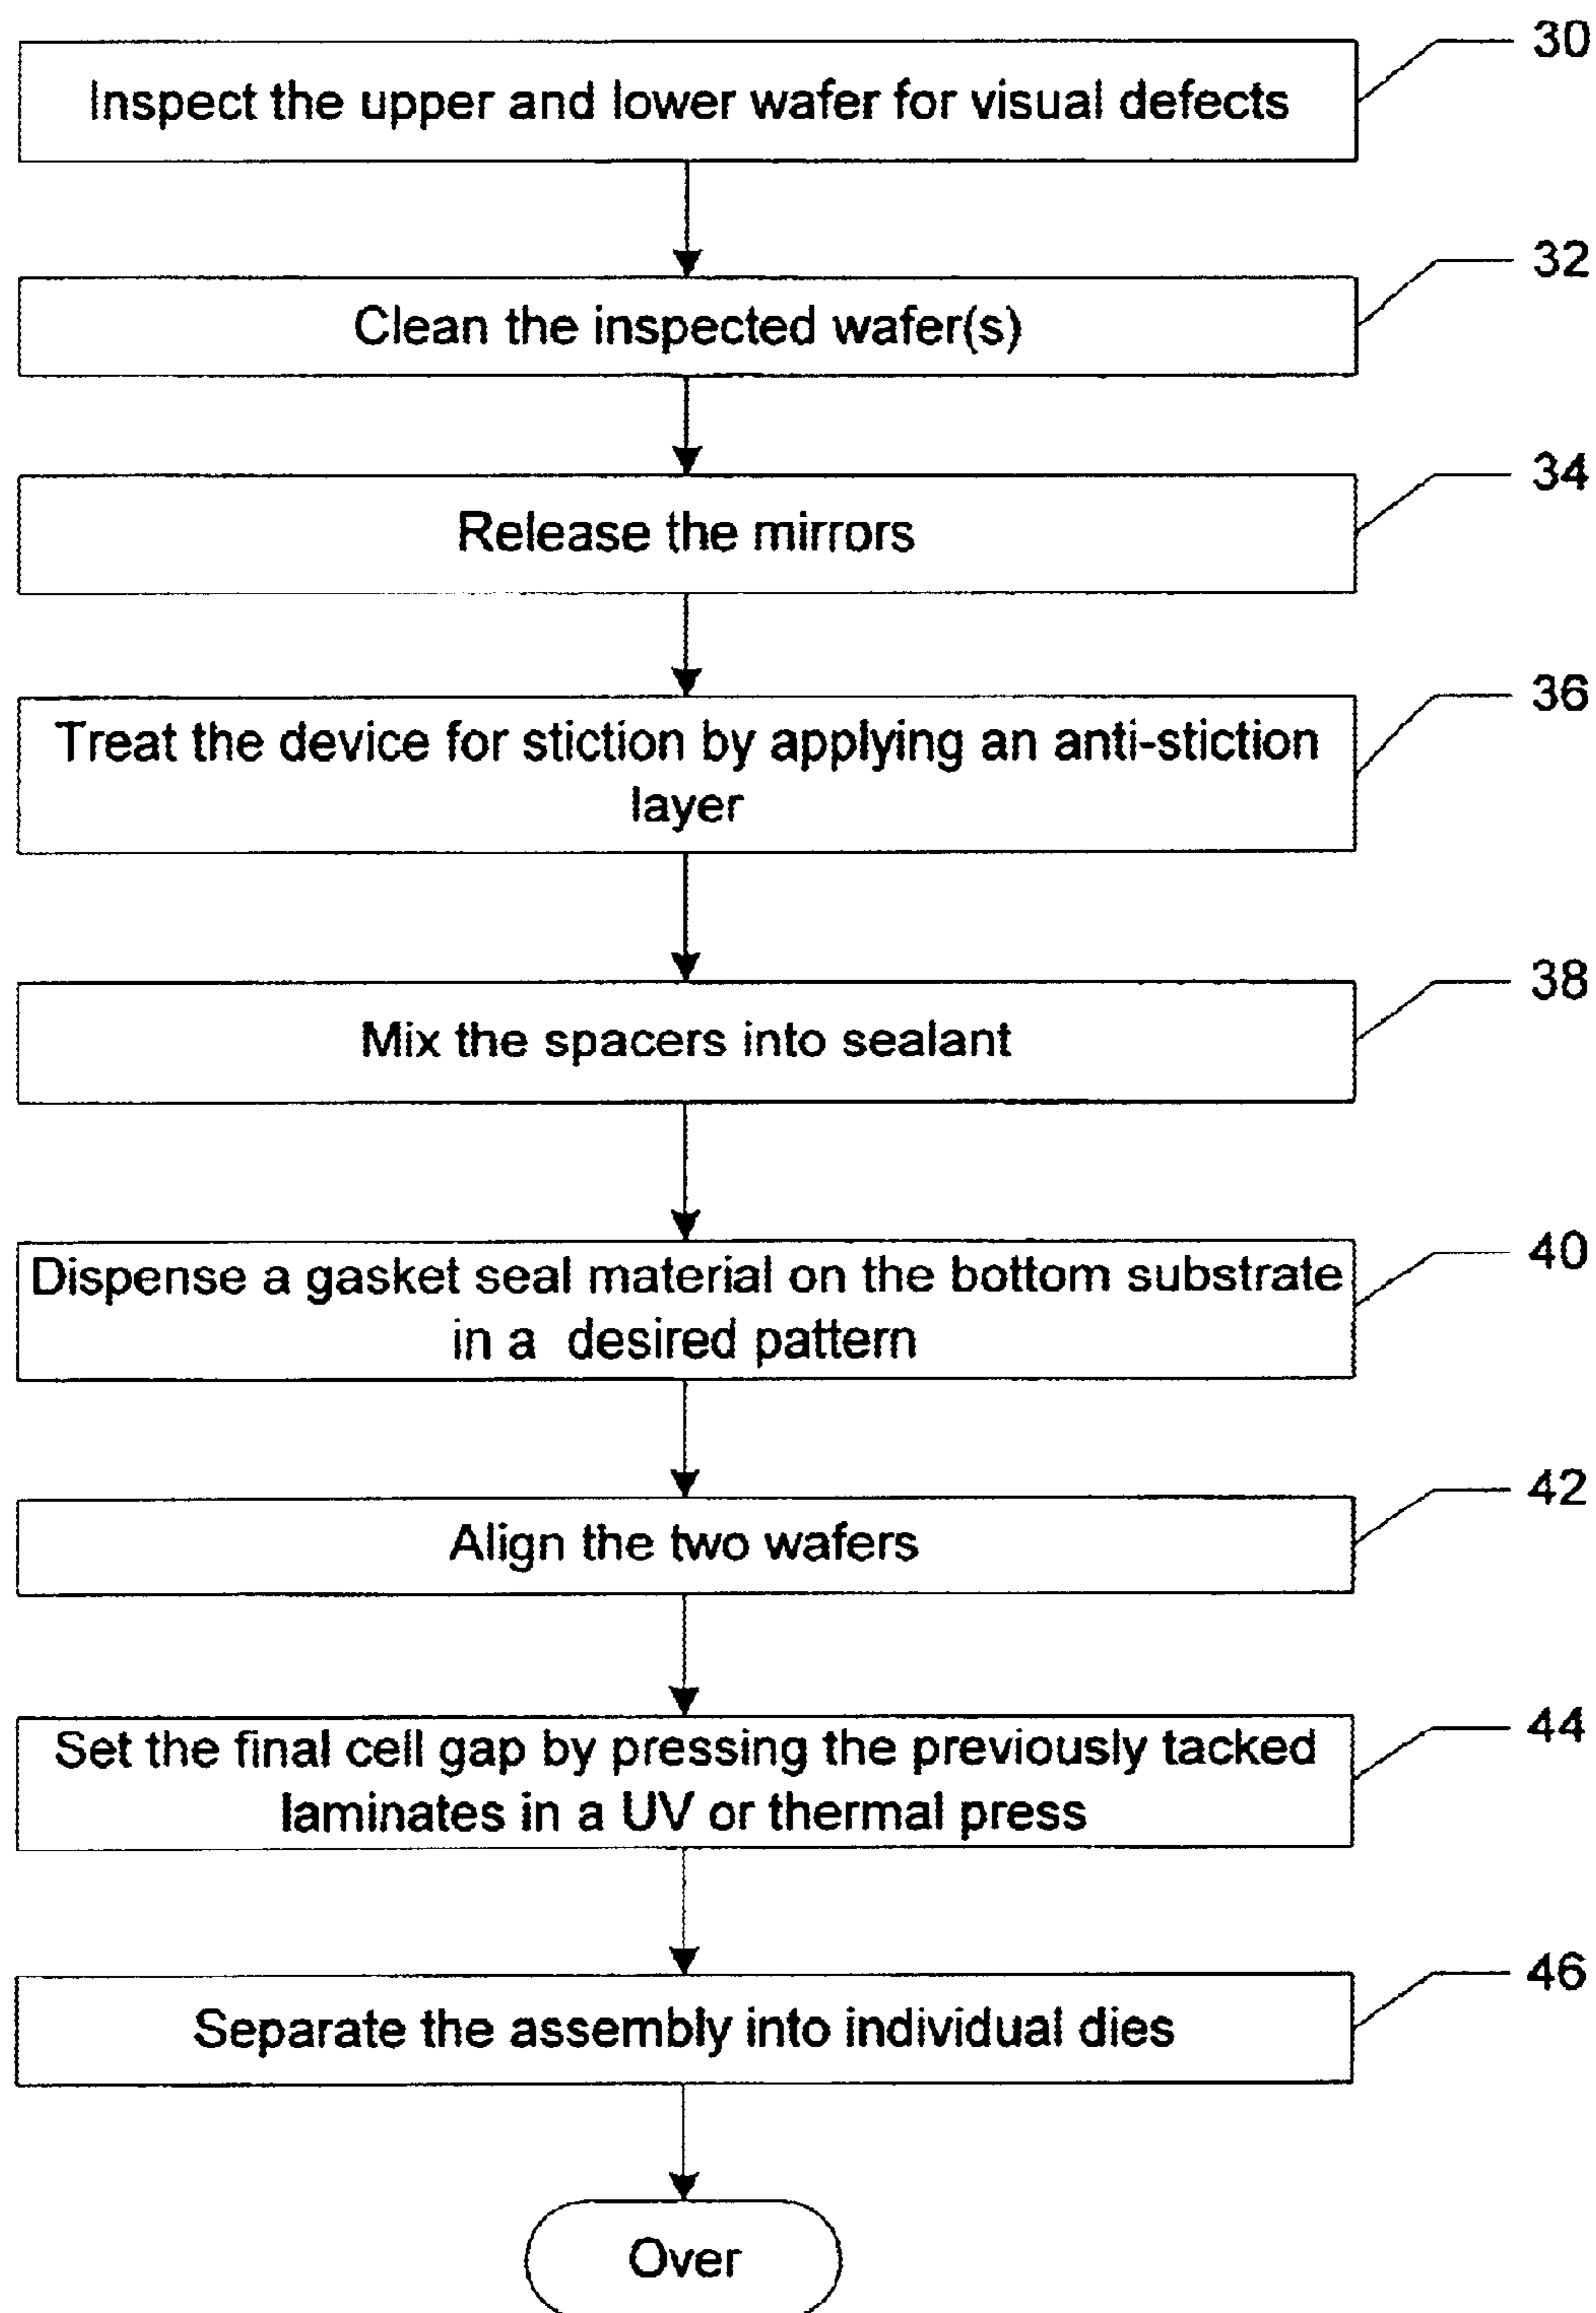 30
Inspect the upper and lower wafer for visual defects
32
Clean the inspected wafer(s)
34
Release the mirrors
36
Treat the device for stiction by applying an anti-stiction
layer
38
Mix the spacers into sealant
40
Dispense a gasket seal material on the bottom substrate
in a desired pattern
42
Align the two wafers
44
Set the final cell gap by pressing the previously tacked
laminates in a UV or thermal press
46
Separate the assembly into individual dies
Over